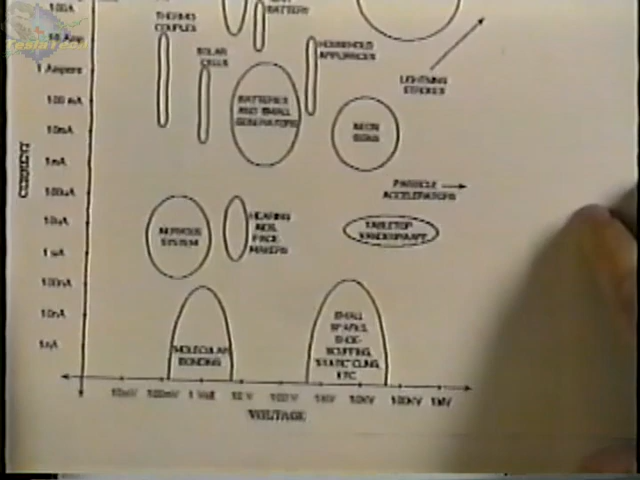 100A
BATTERY
THERMO
COUPLES
10 Amp
HOUSEHOLD
APPLIANCES
SOLAR
CELLS
1 Ampere
LIGHTNING
STROKES
100 mA
BATTERIES
AND SMALL
GENERATORS
10mA
NEON
SIGNS
1mA
CURRENT
100uA
PARTICLE
ACCELERATORS
10uA
NERVOUS
SYSTEM
HEARING
AIDS,
PACE
MAKERS
TABLETOP
VANDEGRAAFF
1 uA
100nA
10nA
1nA
MOLECULAR
BONDING
SMALL
SPARKS,
SHOE-
SCUFFING,
STATIC CLING,
ETC.
10mV 100mV 1 Volt 10 V 100 V 1kV 10kV 100kV 1MV
VOLTAGE